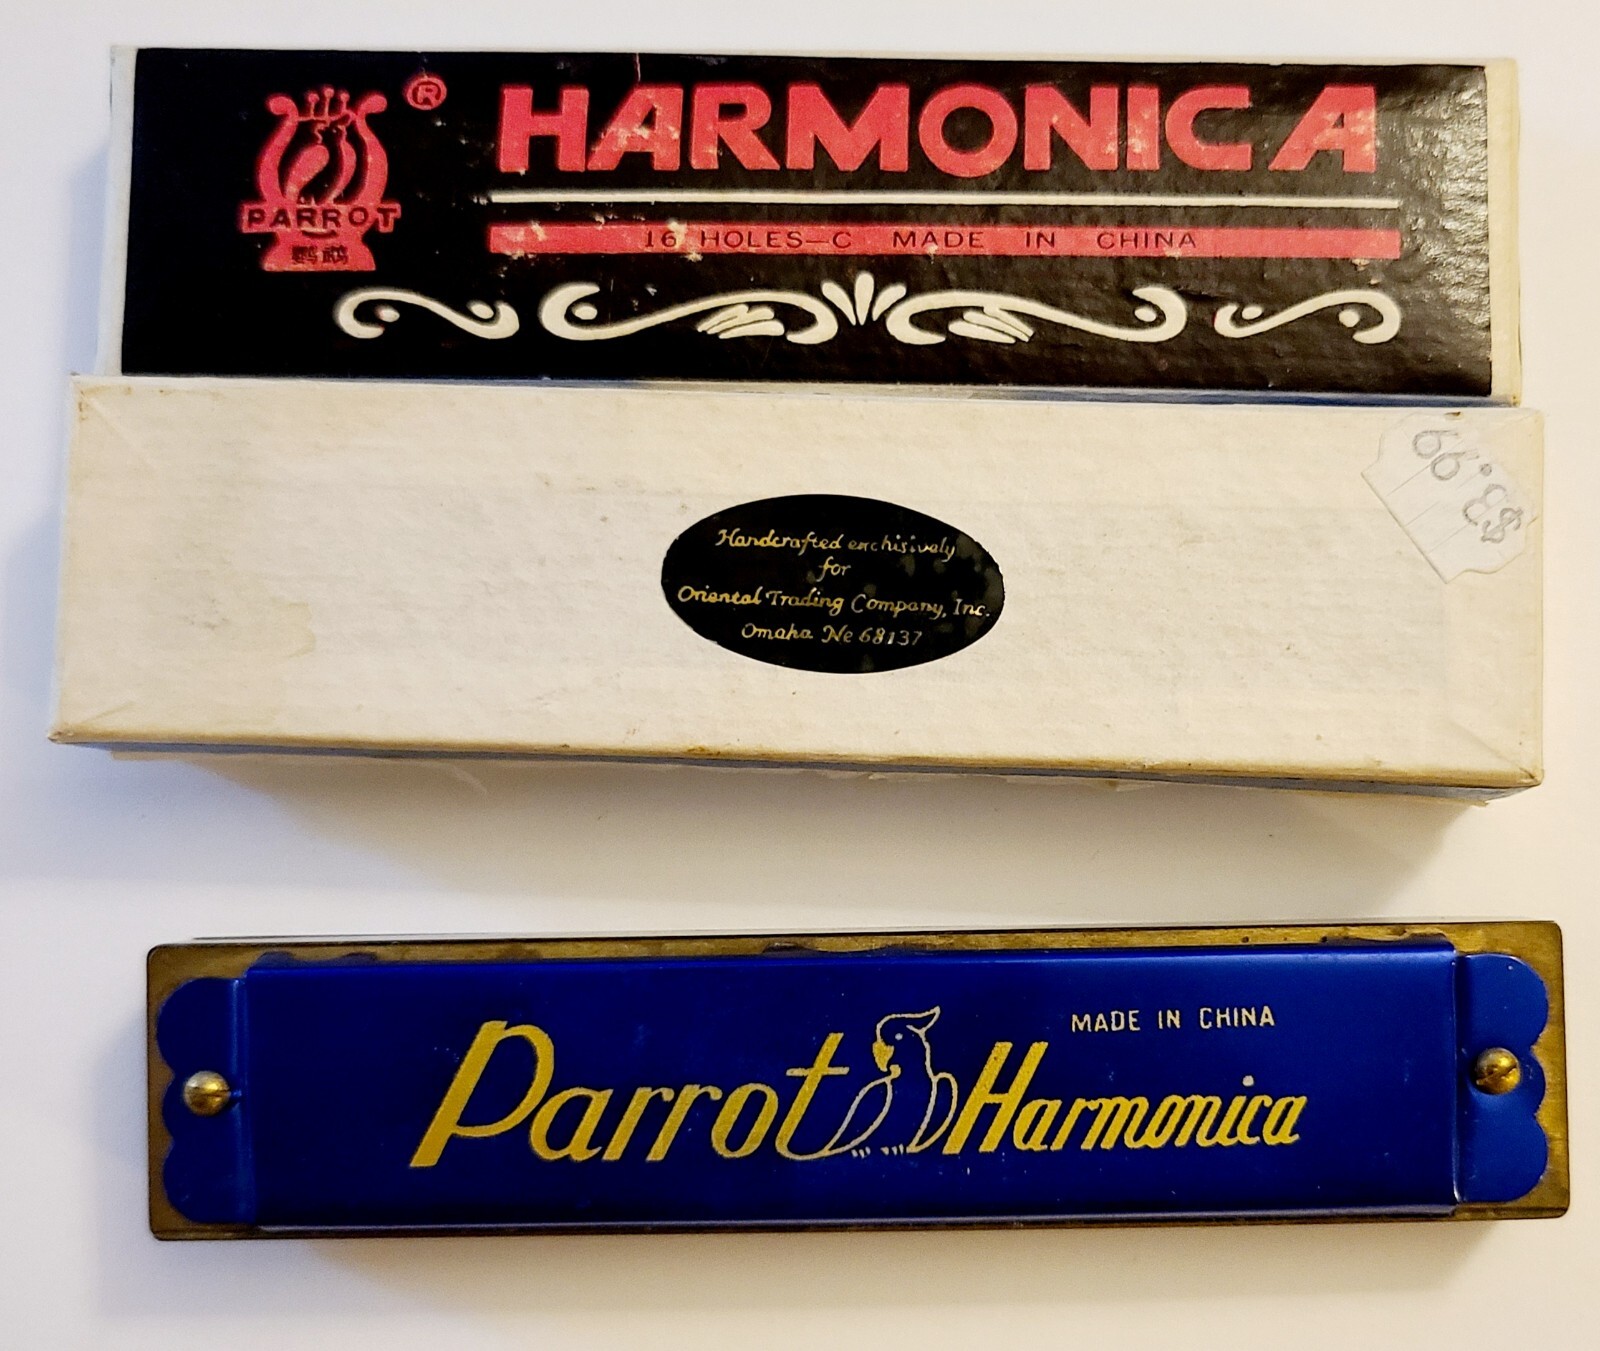 ®
HARMONICA
PARROT
鹦鹉
16 HOLES—C MADE IN CHINA
$3.99
Handcrafted exchisivaly
for
Oriental Trading Company, Inc.
Omaha Ne 68137
MADE IN CHINA
Parrot Harmonica